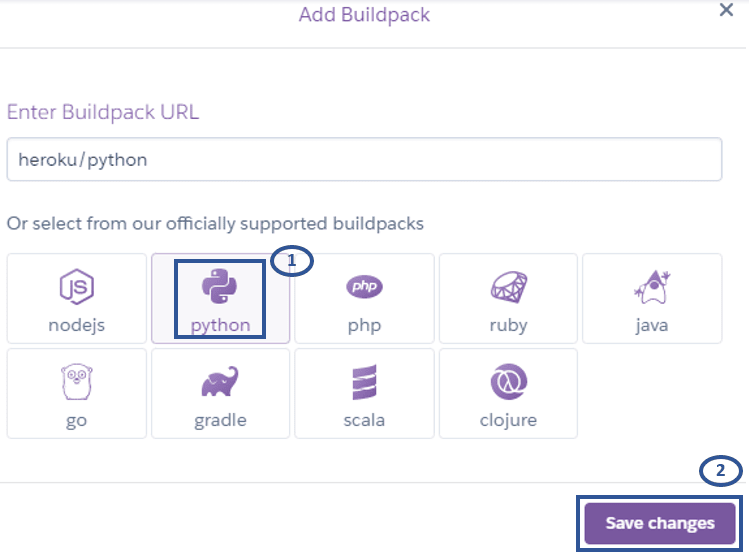 Add Buildpack
Enter Buildpack URL
heroku/python
Or select from our officially supported buildpacks
1
JS
php
nodejs
python
php
ruby
java
go
gradle
scala
clojure
2
Save changes